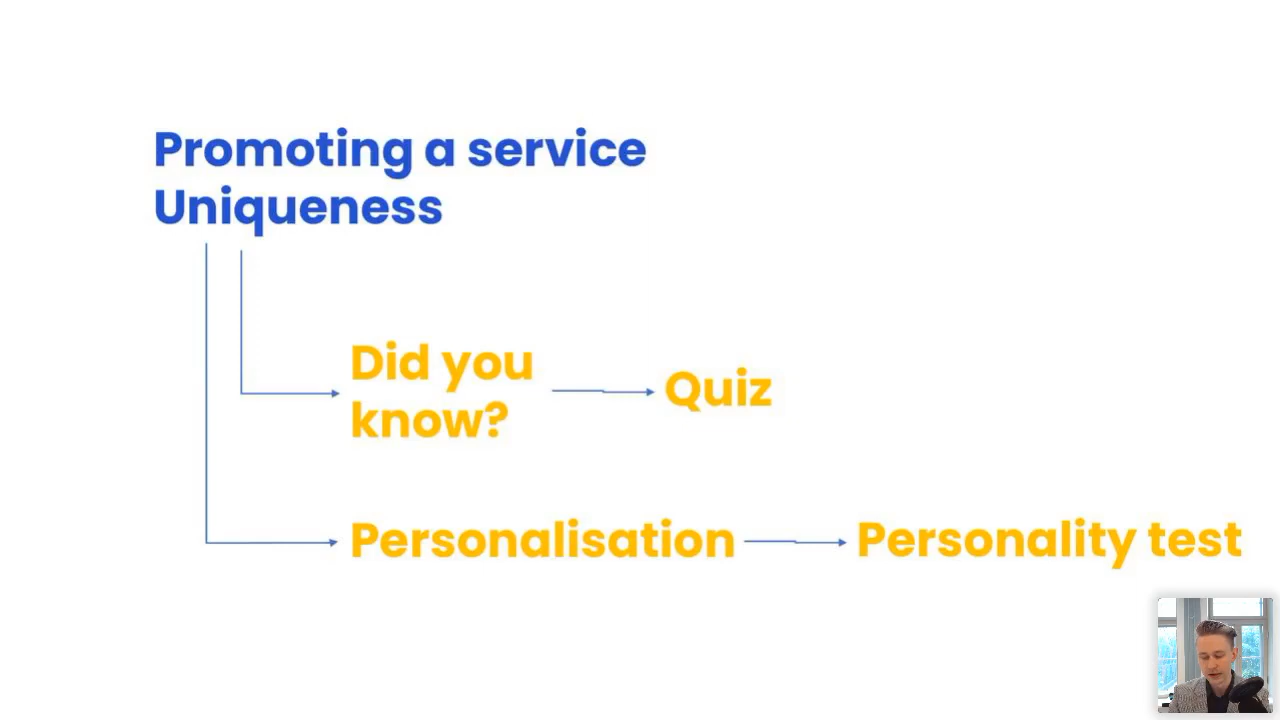 Promoting a service
Uniqueness
Did you
know?
Quiz
Personalisation
Personality test